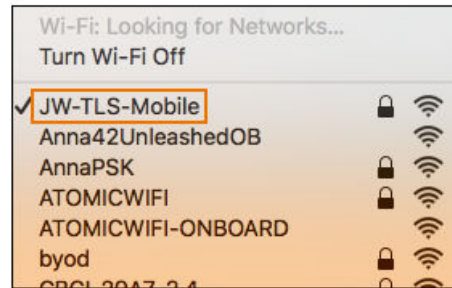 Wi-Fi: Looking for Networks...
Turn Wi-Fi Off
JW-TLS-Mobile
Anna42UnleashedOB
AnnaPSK
ATOMICWIFI
ATOMICWIFI-ONBOARD
byod